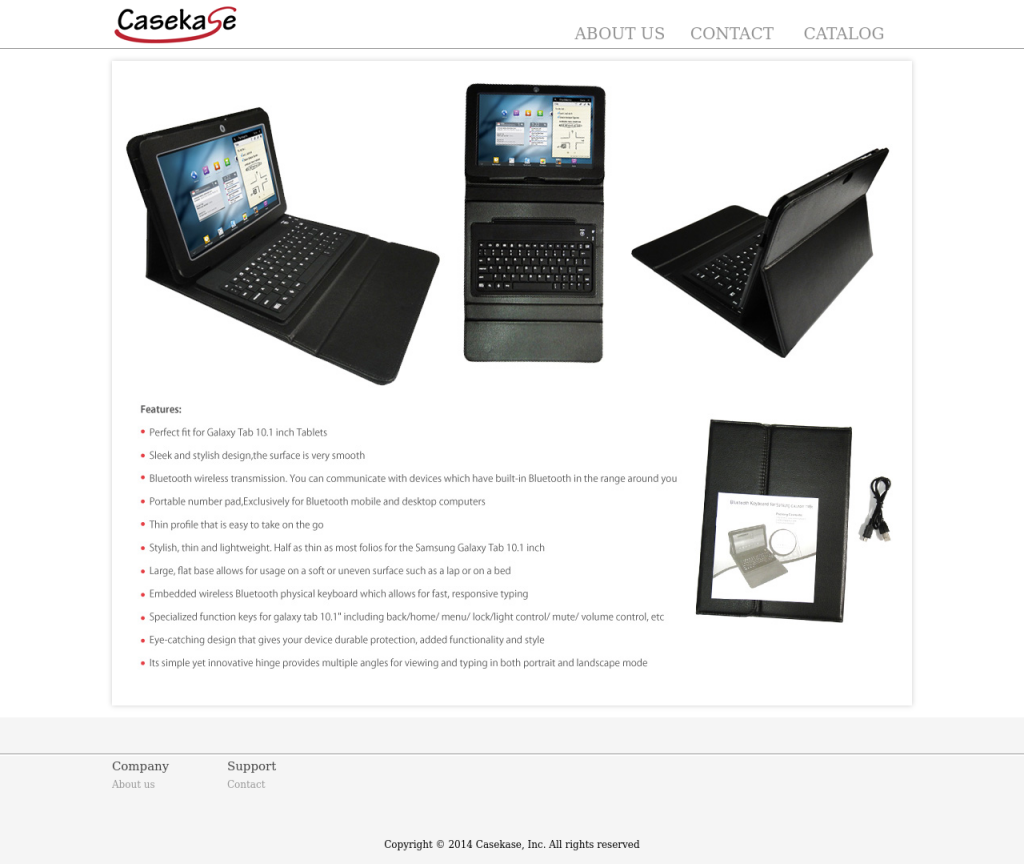 Casekase
ABOUT US CONTACT CATALOG
Features:
Perfect fit for Galaxy Tab 10.1 inch Tablets
Sleek and stylish design,the surface is very smooth
Bluetooth wireless transmission. You can communicate with devices which have built-in Bluetooth in the range around you
Portable number pad,Exclusively for Bluetooth mobile and desktop computers
Thin profile that is easy to take on the go
Stylish, thin and lightweight. Half as thin as most folios for the Samsung Galaxy Tab 10.1 inch
Large, flat base allows for usage on a soft or uneven surface such as a lap or on a bed
Embedded wireless Bluetooth physical keyboard which allows for fast, responsive typing
Specialized function keys for galaxy tab 10.1" including back/home/ menu/ lock/light control/ mute/ volume control, etc
Eye-catching design that gives your device durable protection, added functionality and style
Its simple yet innovative hinge provides multiple angles for viewing and typing in both portrait and landscape mode
Bluetooth Keyboard
Company Support
About us Contact
Copyright © 2014 Casekase, Inc. All rights reserved